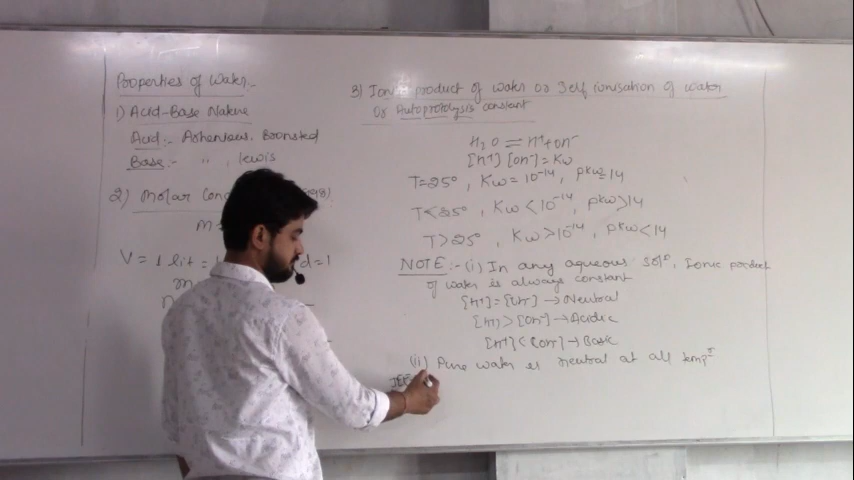 Properties of Water:-
1) Acid-Base Nature
Acid:- Arhenious, Bronsted
Base:- " , lewis
2) Molar Con
V = 1 lit =
d=1
3) Ionic product of water or Self ionisation of water
or Autoprotolysis constant
H2O ⇌ H+ + OH-
[H+] [OH-] = Kw
T=25°, Kw = 10-14, PKw=14
T<25°, Kw < 10-14, PKw>14
T>25°, Kw>10-14, PKw<14
NOTE:- (i) In any aqueous solⁿ, Ionic product
of water is always constant
[H+] = [OH-] → Neutral
[H+] > [OH-] → Acidic
[H+] < [OH-] → Basic
(ii) Pure water is neutral at all tempᵉ